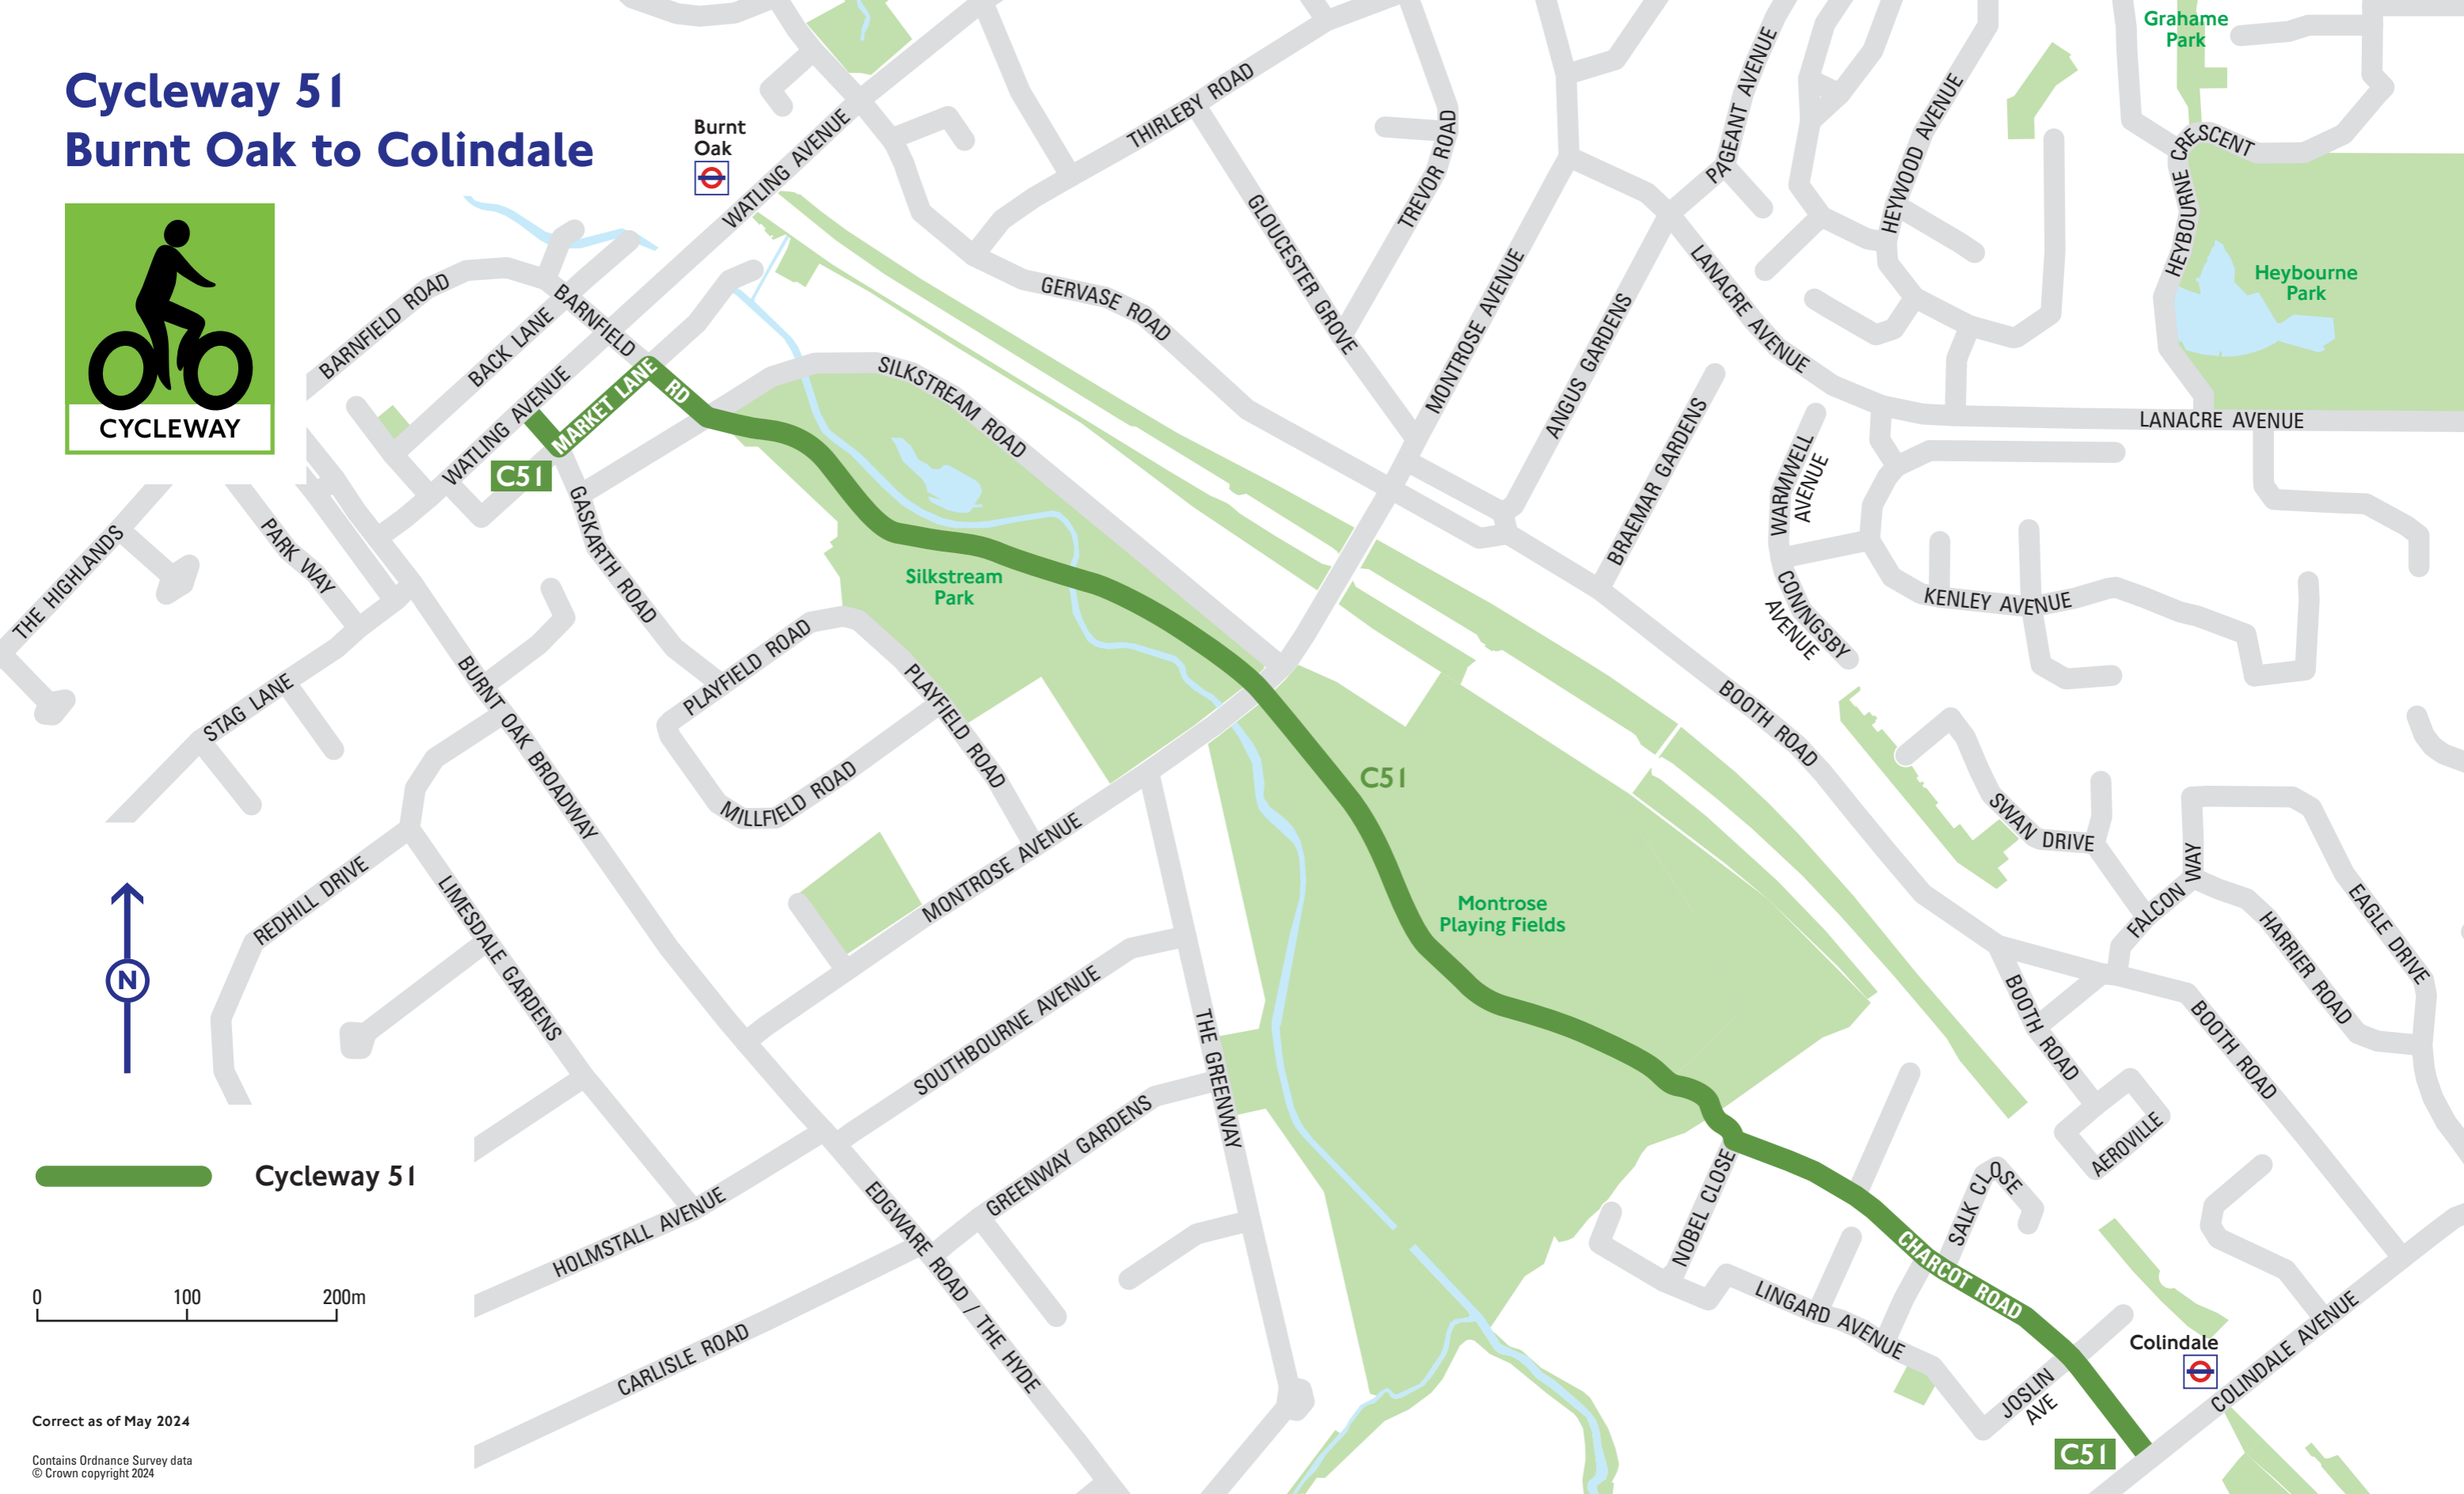 Cycleway 51
Burnt Oak to Colindale
CYCLEWAY
Burnt
Oak
WATLING AVENUE
THIRLEBY ROAD
TREVOR ROAD
GLOUCESTER GROVE
GERVASE ROAD
MONTROSE AVENUE
ANGUS GARDENS
PAGEANT AVENUE
HEYWOOD AVENUE
LANACRE AVENUE
Grahame
Park
HEYBOURNE CRESCENT
Heybourne
Park
LANACRE AVENUE
BARNFIELD ROAD
BACK LANE
BARNFIELD
RD
MARKET LANE
WATLING AVENUE
C51
SILKSTREAM ROAD
GASKARTH ROAD
Silkstream
Park
BRAEMAR GARDENS
WARMWELL
AVENUE
CONINGSBY
AVENUE
KENLEY AVENUE
THE HIGHLANDS
PARK WAY
STAG LANE
BURNT OAK BROADWAY
PLAYFIELD ROAD
PLAYFIELD ROAD
MILLFIELD ROAD
MONTROSE AVENUE
C51
Montrose
Playing Fields
BOOTH ROAD
SWAN DRIVE
FALCON WAY
EAGLE DRIVE
HARRIER ROAD
BOOTH ROAD
BOOTH ROAD
AEROVILLE
REDHILL DRIVE
LIMESDALE GARDENS
SOUTHBOURNE AVENUE
THE GREENWAY
GREENWAY GARDENS
HOLMSTALL AVENUE
EDGWARE ROAD / THE HYDE
CARLISLE ROAD
NOBEL CLOSE
SALK CLOSE
CHARCOT ROAD
LINGARD AVENUE
JOSLIN
AVE
Colindale
COLINDALE AVENUE
C51
N
Cycleway 51
0 100 200m
Correct as of May 2024
Contains Ordnance Survey data
© Crown copyright 2024